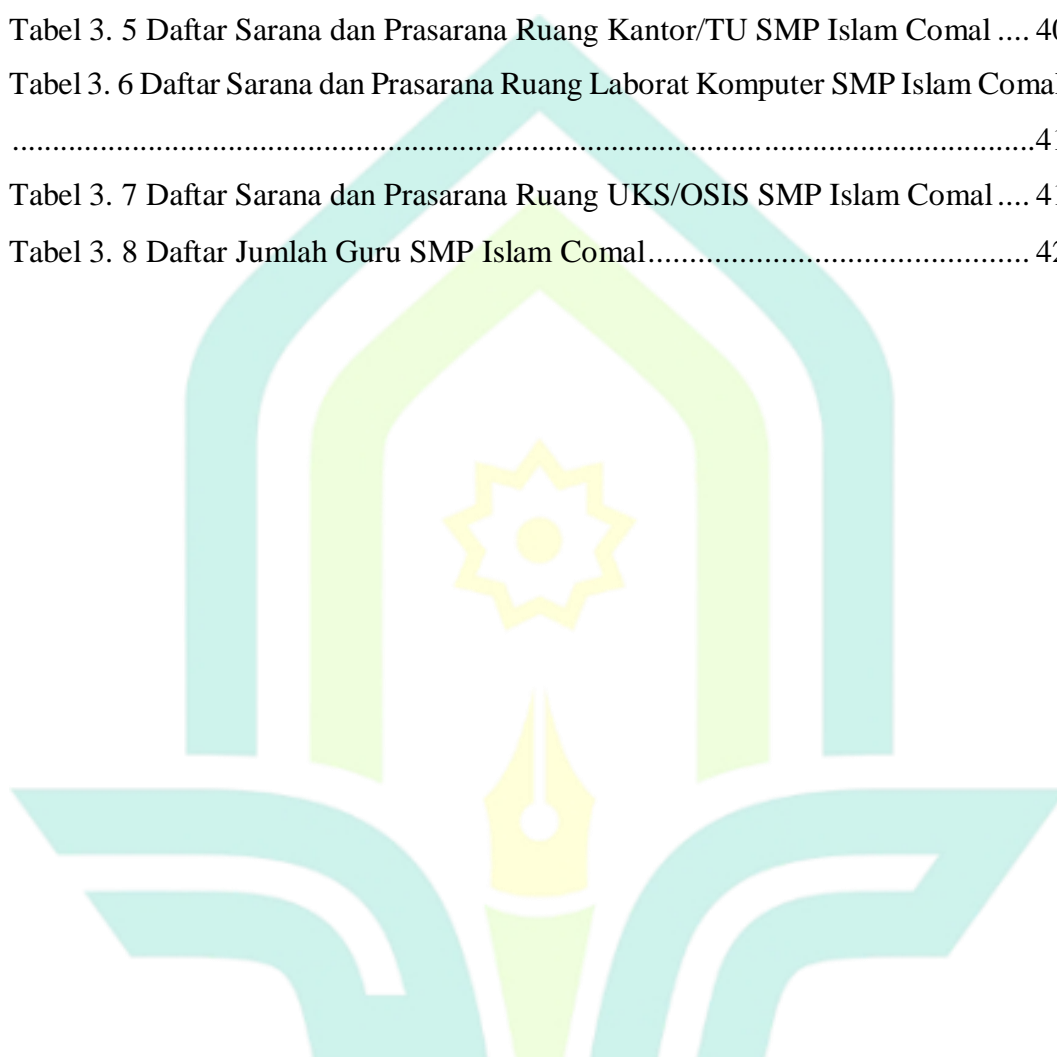 Tabel 3. 5 Daftar Sarana dan Prasarana Ruang Kantor/TU SMP Islam Comal .... 40
Tabel 3. 6 Daftar Sarana dan Prasarana Ruang Laborat Komputer SMP Islam Comal
............................................................................................................................41
Tabel 3. 7 Daftar Sarana dan Prasarana Ruang UKS/OSIS SMP Islam Comal .... 41
Tabel 3. 8 Daftar Jumlah Guru SMP Islam Comal.............................................. 42